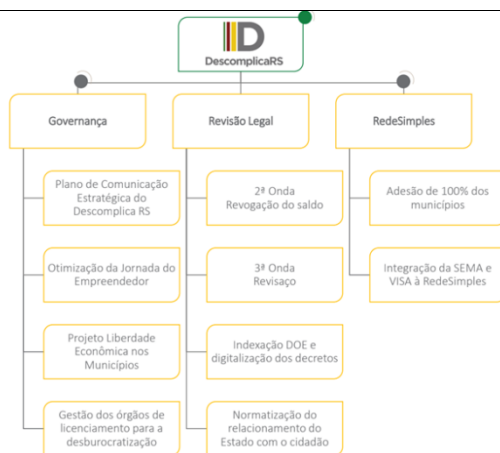 DescomplicaRS
Governança
Revisão Legal
RedeSimples
Plano de Comunicação
Estratégica do
Descomplica RS
2ª Onda
Revogação do saldo
Adesão de 100% dos
municípios
Otimização da Jornada do
Empreendedor
3ª Onda
Revisaço
Integração da SEMA e
VISA à RedeSimples
Projeto Liberdade
Econômica nos
Municípios
Indexação DOE e
digitalização dos decretos
Gestão dos órgãos de
licenciamento para a
desburocratização
Normatização do
relacionamento do
Estado com o cidadão